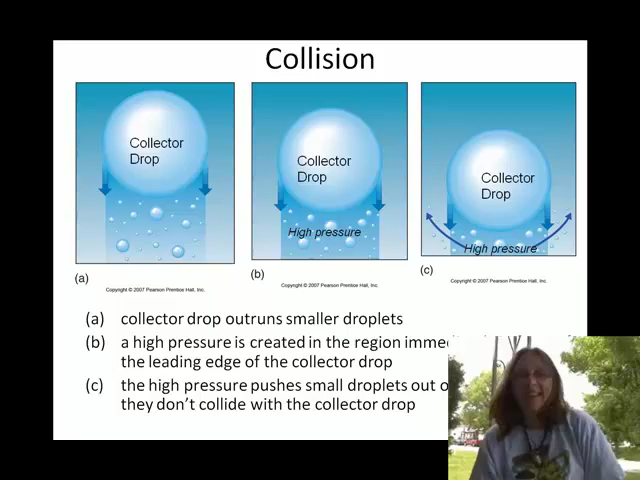 Collision
Collector
Drop
Collector
Drop
High pressure
Collector
Drop
High pressure
(a)
Copyright © 2007 Pearson Prentice Hall, Inc.
(b)
Copyright © 2007 Pearson Prentice Hall, Inc.
(c)
Copyright © 2007 Pearson Prentice Hall, Inc.
(a) collector drop outruns smaller droplets
(b) a high pressure is created in the region
the leading edge of the collector drop
(c) the high pressure pushes small droplets out
they don't collide with the collector drop